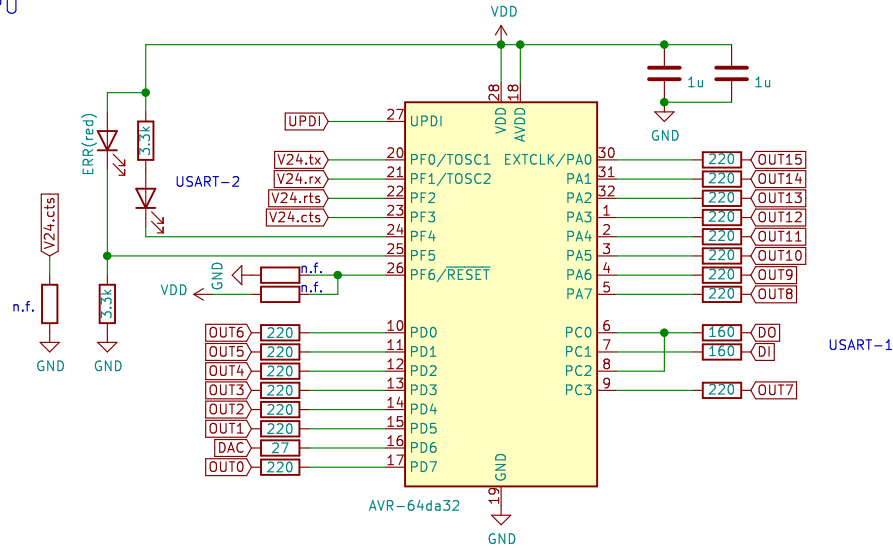 PU
VDD
28
18
VDD
AVDD
1u
1u
GND
ERR(red)
3.3k
USART-2
V24.cts
n.f.
GND
3.3k
GND
UPDI 27 UPDI
V24.tx 20 PF0/TOSC1
V24.rx 21 PF1/TOSC2
V24.rts 22 PF2
V24.cts 23 PF3
24 PF4
25 PF5
GND n.f. 26 PF6/RESET
VDD n.f.
OUT6 220 10 PD0
OUT5 220 11 PD1
OUT4 220 12 PD2
OUT3 220 13 PD3
OUT2 220 14 PD4
OUT1 220 15 PD5
DAC 27 16 PD6
OUT0 220 17 PD7
EXTCLK/PA0 30 220 OUT15
PA1 31 220 OUT14
PA2 32 220 OUT13
PA3 1 220 OUT12
PA4 2 220 OUT11
PA5 3 220 OUT10
PA6 4 220 OUT9
PA7 5 220 OUT8
PC0 6 160 DO
PC1 7 160 DI
USART-1
PC2 8
PC3 9 220 OUT7
GND
19
AVR-64da32
GND